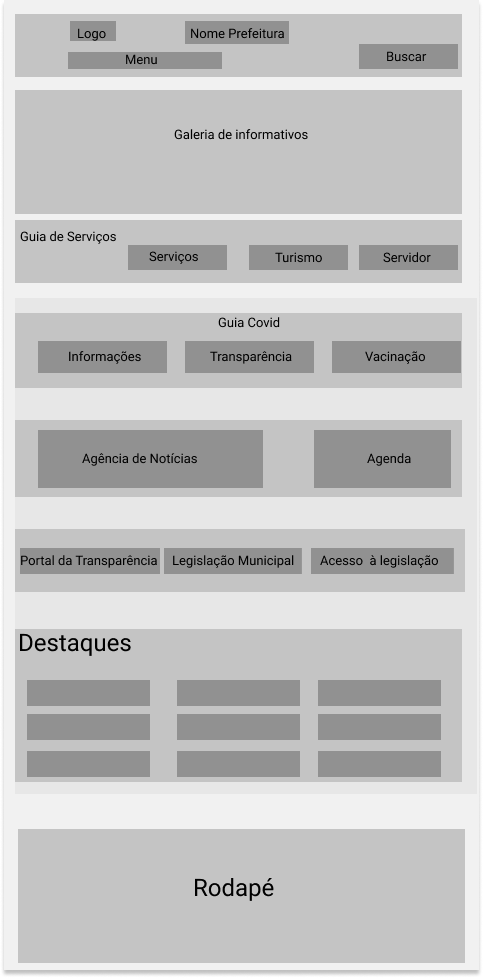 Logo
Nome Prefeitura
Menu
Buscar
Galeria de informativos
Guia de Serviços
Serviços
Turismo
Servidor
Guia Covid
Informações
Transparência
Vacinação
Agência de Notícias
Agenda
Portal da Transparência
Legislação Municipal
Acesso à legislação
Destaques
Rodapé